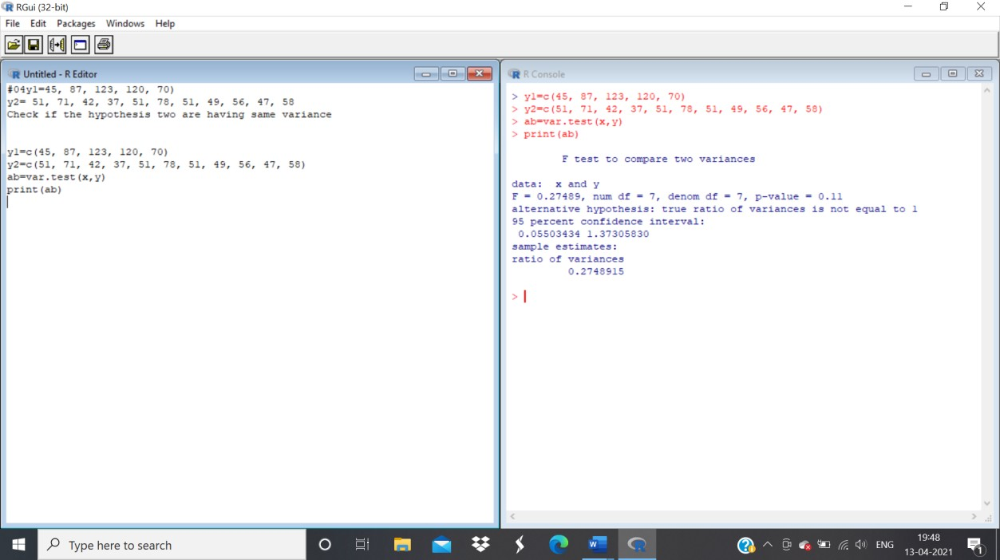 RGui (32-bit)
File Edit Packages Windows Help
Untitled - R Editor
#04y1=45, 87, 123, 120, 70)
y2= 51, 71, 42, 37, 51, 78, 51, 49, 56, 47, 58
Check if the hypothesis two are having same variance
y1=c(45, 87, 123, 120, 70)
y2=c(51, 71, 42, 37, 51, 78, 51, 49, 56, 47, 58)
ab=var.test(x,y)
print(ab)
R Console
> y1=c(45, 87, 123, 120, 70)
> y2=c(51, 71, 42, 37, 51, 78, 51, 49, 56, 47, 58)
> ab=var.test(x,y)
> print(ab)
F test to compare two variances
data:  x and y
F = 0.27489, num df = 7, denom df = 7, p-value = 0.11
alternative hypothesis: true ratio of variances is not equal to 1
95 percent confidence interval:
0.05503434 1.37305830
sample estimates:
ratio of variances
0.2748915
>
Type here to search
ENG
19:48
13-04-2021
1